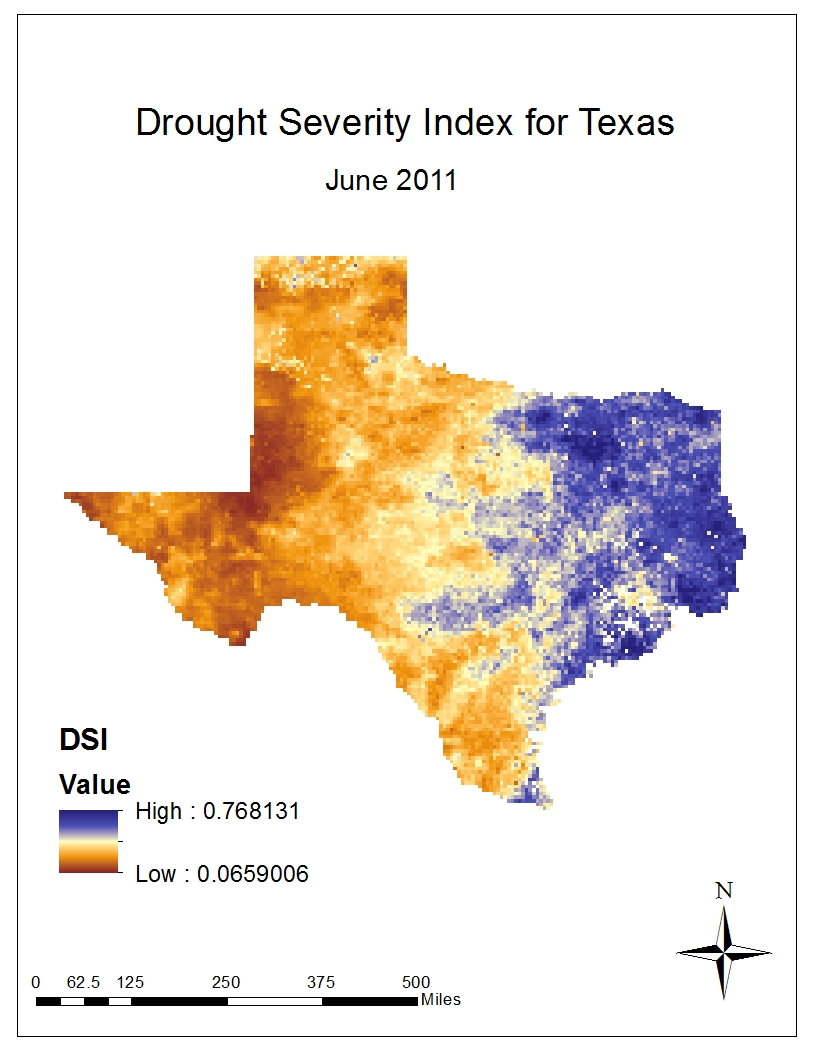 Drought Severity Index for Texas
June 2011
DSI
Value
High : 0.768131
Low : 0.0659006
N
0 62.5 125 250 375 500
Miles